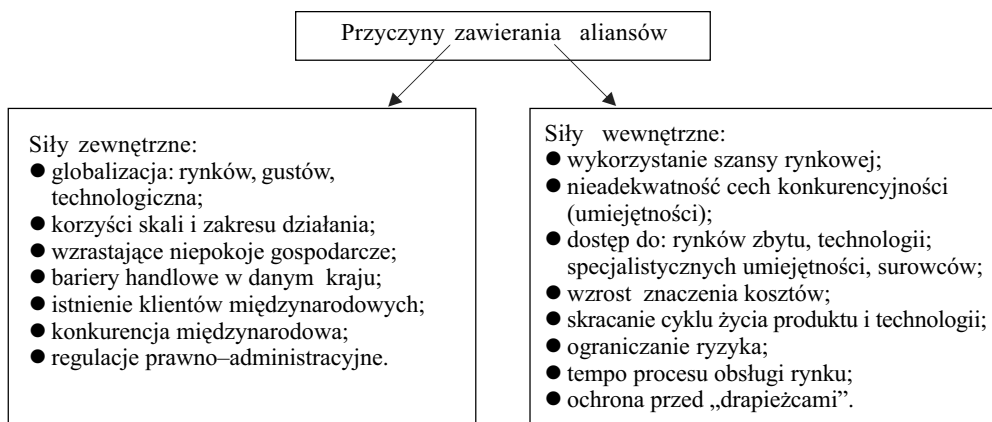 Przyczyny zawierania aliansów
Siły zewnętrzne:
● globalizacja: rynków, gustów,
technologiczna;
● korzyści skali i zakresu działania;
● wzrastające niepokoje gospodarcze;
● bariery handlowe w danym kraju;
● istnienie klientów międzynarodowych;
● konkurencja międzynarodowa;
● regulacje prawno–administracyjne.
Siły wewnętrzne:
● wykorzystanie szansy rynkowej;
● nieadekwatność cech konkurencyjności
(umiejętności);
● dostęp do: rynków zbytu, technologii;
specjalistycznych umiejętności, surowców;
● wzrost znaczenia kosztów;
● skracanie cyklu życia produktu i technologii;
● ograniczanie ryzyka;
● tempo procesu obsługi rynku;
● ochrona przed „drapieżcami”.